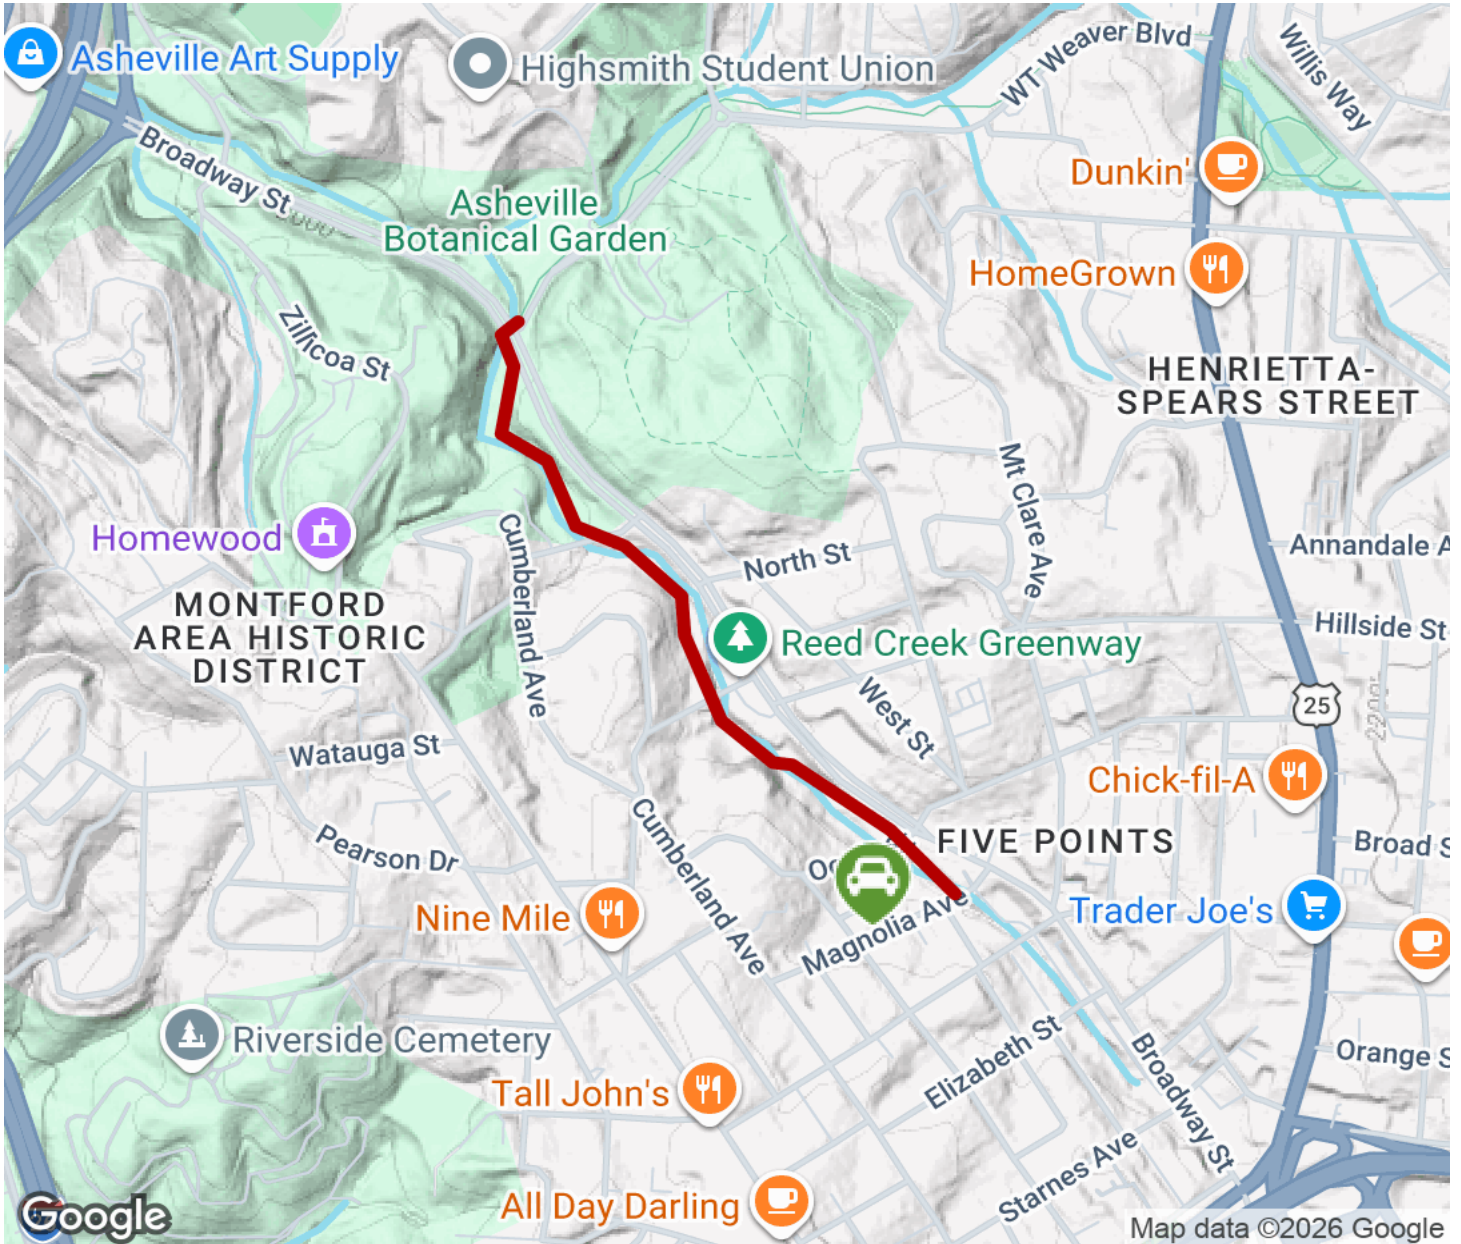 Asheville Art Supply
Highsmith Student Union
WT Weaver Blvd
Willis Way
Broadway St
Dunkin'
Asheville
Botanical Garden
HomeGrown
Zillicoa St
HENRIETTA-
SPEARS STREET
Mt Clare Ave
Homewood
Cumberland Ave
North St
Annandale A
MONTFORD
AREA HISTORIC
DISTRICT
Reed Creek Greenway
Hillside St
West St
25
Watauga St
Chick-fil-A
Pearson Dr
Cumberland Ave
FIVE POINTS
Broad S
Nine Mile
Magnolia Ave
Trader Joe's
Riverside Cemetery
Elizabeth St
Broadway St
Orange S
Tall John's
Starnes Ave
All Day Darling
Google
Map data ©2026 Google